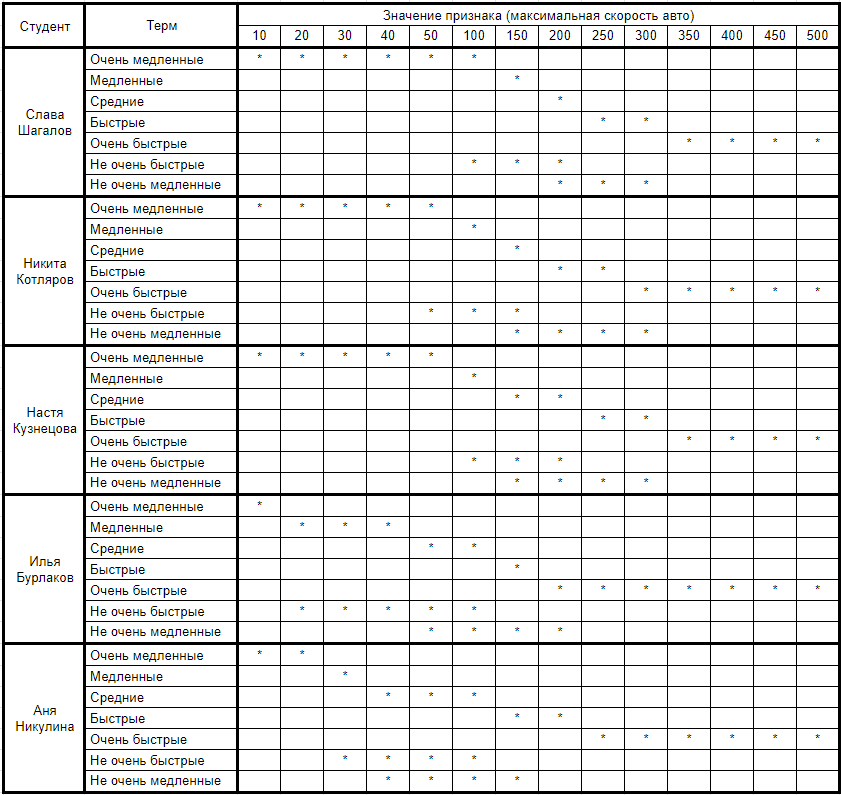 Студент Терм Значение признака (максимальная скорость авто)
10 20 30 40 50 100 150 200 250 300 350 400 450 500
Слава Шагалов
Очень медленные * * * * * *
Медленные *
Средние *
Быстрые * *
Очень быстрые * * * *
Не очень быстрые * * *
Не очень медленные * * *
Никита Котляров
Очень медленные * * * * *
Медленные *
Средние *
Быстрые * *
Очень быстрые * * * * *
Не очень быстрые * * *
Не очень медленные * * * *
Настя Кузнецова
Очень медленные * * * * *
Медленные *
Средние * *
Быстрые * *
Очень быстрые * * * *
Не очень быстрые * * *
Не очень медленные * * * *
Илья Бурлаков
Очень медленные *
Медленные * * *
Средние * *
Быстрые *
Очень быстрые * * * * * * *
Не очень быстрые * * * * *
Не очень медленные * * * *
Аня Никулина
Очень медленные * *
Медленные *
Средние * * *
Быстрые * *
Очень быстрые * * * * * *
Не очень быстрые * * * *
Не очень медленные * * * *